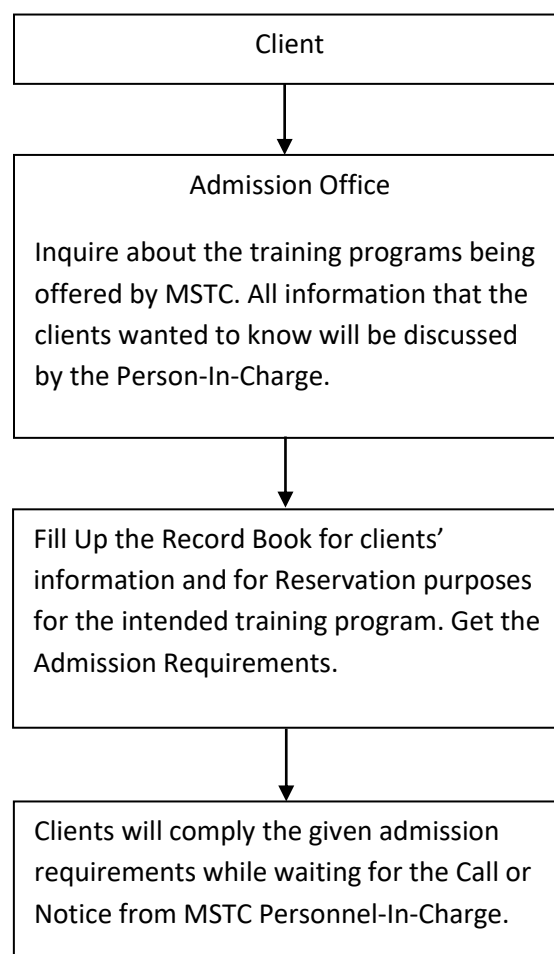 Client
Admission Office
Inquire about the training programs being
offered by MSTC. All information that the
clients wanted to know will be discussed
by the Person-In-Charge.
Fill Up the Record Book for clients’
information and for Reservation purposes
for the intended training program. Get the
Admission Requirements.
Clients will comply the given admission
requirements while waiting for the Call or
Notice from MSTC Personnel-In-Charge.